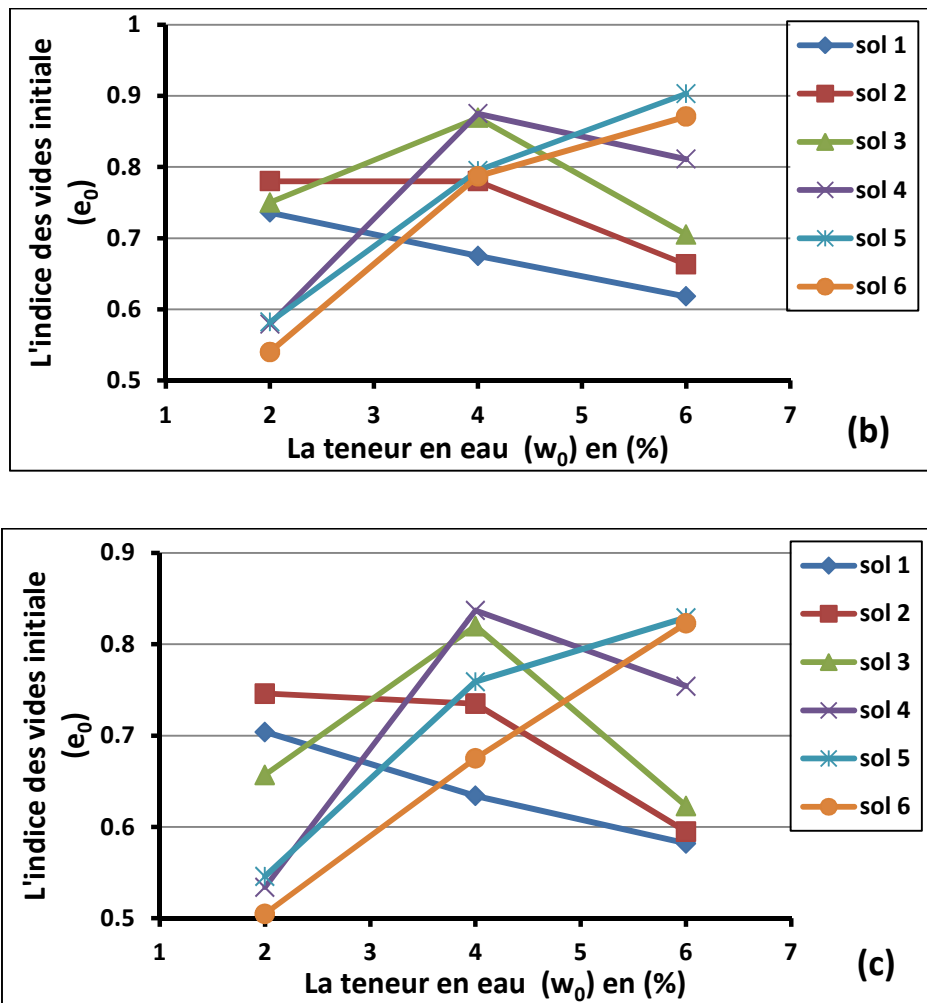 L'indice des vides initiale
(e₀)
1
0.9
0.8
0.7
0.6
0.5
1 2 3 4 5 6 7
La teneur en eau (w₀) en (%)
sol 1
sol 2
sol 3
sol 4
sol 5
sol 6
(b)
L'indice des vides initiale
(e₀)
0.9
0.8
0.7
0.6
0.5
1 2 3 4 5 6 7
La teneur en eau (w₀) en (%)
sol 1
sol 2
sol 3
sol 4
sol 5
sol 6
(c)